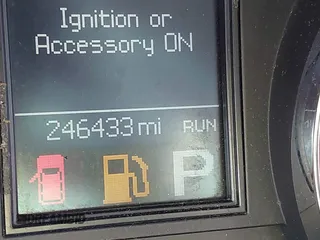 Ignition or
Accessory ON
246433 mi RUN
P